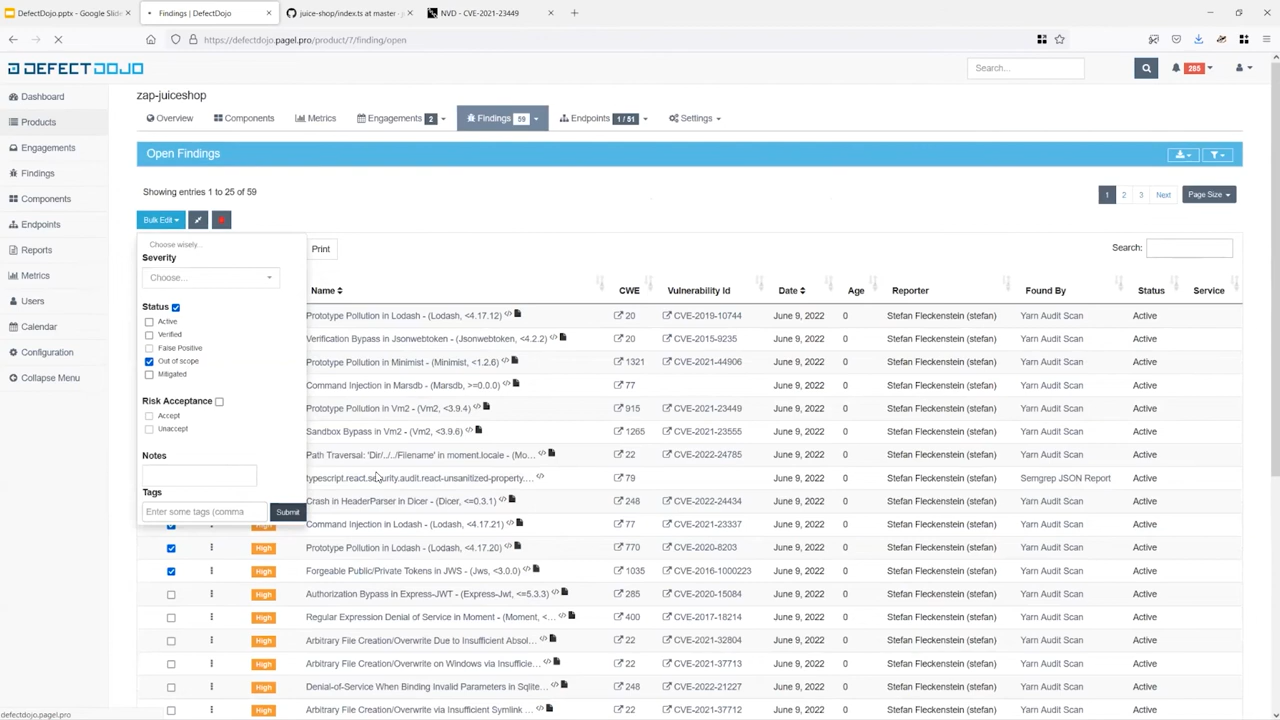 DefectDojo.pptx - Google Slide
Findings | DefectDojo
juice-shop/index.ts at master · j
NVD - CVE-2021-23449
https://defectdojo.pagel.pro/product/7/finding/open
DEFECTDOJO
Search...
285
Dashboard
Products
Engagements
Findings
Components
Endpoints
Reports
Metrics
Users
Calendar
Configuration
Collapse Menu
zap-juiceshop
Overview Components Metrics Engagements 2 Findings 59 Endpoints 1 / 51 Settings
Open Findings
Showing entries 1 to 25 of 59
1 2 3 Next Page Size
Bulk Edit
Choose wisely...
Severity
Choose...
Status
Active
Verified
False Positive
Out of scope
Mitigated
Risk Acceptance
Accept
Unaccept
Notes
Tags
Enter some tags (comma
Submit
Print
Search:
Name CWE Vulnerability Id Date Age Reporter Found By Status Service
Prototype Pollution in Lodash - (Lodash, <4.17.12) 20 CVE-2019-10744 June 9, 2022 0 Stefan Fleckenstein (stefan) Yarn Audit Scan Active
Verification Bypass in Jsonwebtoken - (Jsonwebtoken, <4.2.2) 20 CVE-2015-9235 June 9, 2022 0 Stefan Fleckenstein (stefan) Yarn Audit Scan Active
Prototype Pollution in Minimist - (Minimist, <1.2.6) 1321 CVE-2021-44906 June 9, 2022 0 Stefan Fleckenstein (stefan) Yarn Audit Scan Active
Command Injection in Marsdb - (Marsdb, >=0.0.0) 77 June 9, 2022 0 Stefan Fleckenstein (stefan) Yarn Audit Scan Active
Prototype Pollution in Vm2 - (Vm2, <3.9.4) 915 CVE-2021-23449 June 9, 2022 0 Stefan Fleckenstein (stefan) Yarn Audit Scan Active
Sandbox Bypass in Vm2 - (Vm2, <3.9.6) 1265 CVE-2021-23555 June 9, 2022 0 Stefan Fleckenstein (stefan) Yarn Audit Scan Active
Path Traversal: 'Dir/../../Filename' in moment.locale - (Mo... 22 CVE-2022-24785 June 9, 2022 0 Stefan Fleckenstein (stefan) Yarn Audit Scan Active
typescript.react.security.audit.react-unsanitized-property.... 79 June 9, 2022 0 Stefan Fleckenstein (stefan) Semgrep JSON Report Active
Crash in HeaderParser in Dicer - (Dicer, <=0.3.1) 248 CVE-2022-24434 June 9, 2022 0 Stefan Fleckenstein (stefan) Yarn Audit Scan Active
High Command Injection in Lodash - (Lodash, <4.17.21) 77 CVE-2021-23337 June 9, 2022 0 Stefan Fleckenstein (stefan) Yarn Audit Scan Active
High Prototype Pollution in Lodash - (Lodash, <4.17.20) 770 CVE-2020-8203 June 9, 2022 0 Stefan Fleckenstein (stefan) Yarn Audit Scan Active
High Forgeable Public/Private Tokens in JWS - (Jws, <3.0.0) 1035 CVE-2016-1000223 June 9, 2022 0 Stefan Fleckenstein (stefan) Yarn Audit Scan Active
High Authorization Bypass in Express-JWT - (Express-Jwt, <=5.3.3) 285 CVE-2020-15084 June 9, 2022 0 Stefan Fleckenstein (stefan) Yarn Audit Scan Active
High Regular Expression Denial of Service in Moment - (Moment, <... 400 CVE-2017-18214 June 9, 2022 0 Stefan Fleckenstein (stefan) Yarn Audit Scan Active
High Arbitrary File Creation/Overwrite Due to Insufficient Absol... 22 CVE-2021-32804 June 9, 2022 0 Stefan Fleckenstein (stefan) Yarn Audit Scan Active
High Arbitrary File Creation/Overwrite on Windows via Insufficie... 22 CVE-2021-37713 June 9, 2022 0 Stefan Fleckenstein (stefan) Yarn Audit Scan Active
High Denial-of-Service When Binding Invalid Parameters in Sqlite... 248 CVE-2022-21227 June 9, 2022 0 Stefan Fleckenstein (stefan) Yarn Audit Scan Active
High Arbitrary File Creation/Overwrite via Insufficient Symlink ... 22 CVE-2021-37712 June 9, 2022 0 Stefan Fleckenstein (stefan) Yarn Audit Scan Active
defectdojo.pagel.pro